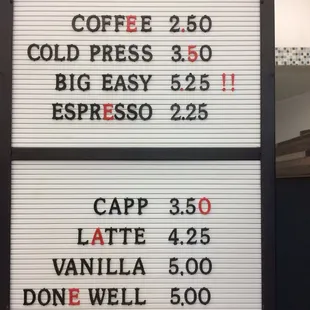 COFFEE 2.50
COLD PRESS 3.50
BIG EASY 5.25 !!
ESPRESSO 2.25
CAPP 3.50
LATTE 4.25
VANILLA 5.00
DONE WELL 5.00